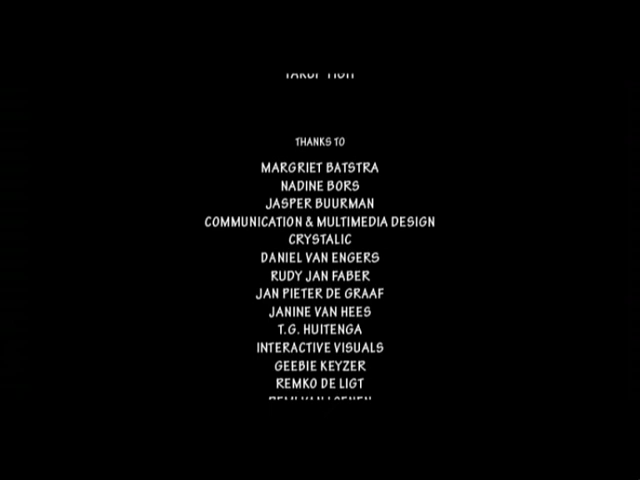 THANKS TO
MARGRIET BATSTRA
NADINE BORS
JASPER BUURMAN
COMMUNICATION & MULTIMEDIA DESIGN
CRYSTALIC
DANIEL VAN ENGERS
RUDY JAN FABER
JAN PIETER DE GRAAF
JANINE VAN HEES
T.G. HUITENGA
INTERACTIVE VISUALS
GEEBIE KEYZER
REMKO DE LIGT